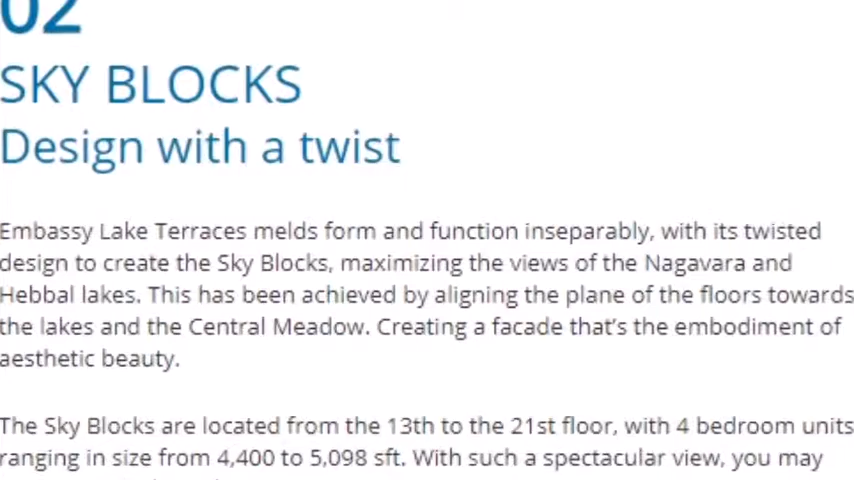 02
SKY BLOCKS
Design with a twist
Embassy Lake Terraces melds form and function inseparably, with its twisted
design to create the Sky Blocks, maximizing the views of the Nagavara and
Hebbal lakes. This has been achieved by aligning the plane of the floors towards
the lakes and the Central Meadow. Creating a facade that's the embodiment of
aesthetic beauty.
The Sky Blocks are located from the 13th to the 21st floor, with 4 bedroom units
ranging in size from 4,400 to 5,098 sft. With such a spectacular view, you may